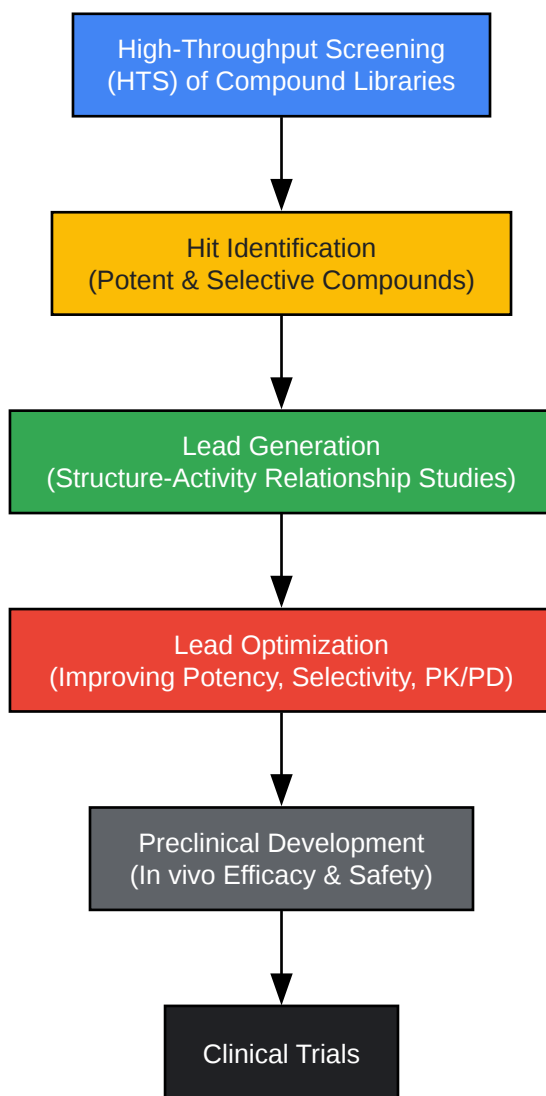 High-Throughput Screening
(HTS) of Compound Libraries
Hit Identification
(Potent & Selective Compounds)
Lead Generation
(Structure-Activity Relationship Studies)
Lead Optimization
(Improving Potency, Selectivity, PK/PD)
Preclinical Development
(In vivo Efficacy & Safety)
Clinical Trials